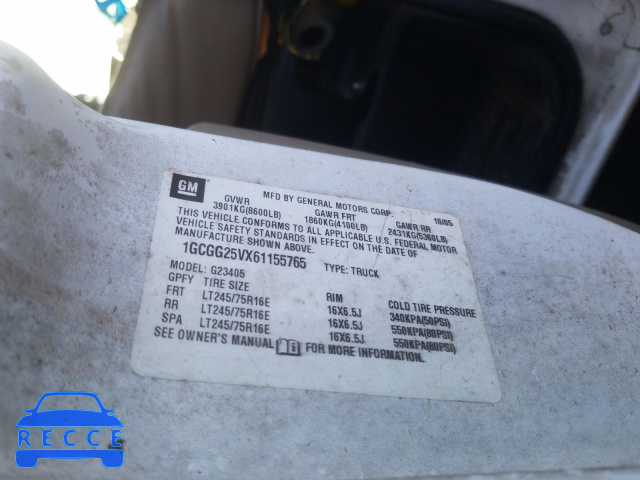 GM
MFD BY GENERAL MOTORS CORP. 10/05
GVWR GAWR FRT GAWR RR
3901KG(8600LB) 1860KG(4100LB) 2431KG(5360LB)
THIS VEHICLE CONFORMS TO ALL APPLICABLE U.S. FEDERAL MOTOR
VEHICLE SAFETY STANDARDS IN EFFECT ON THE DATE OF
MANUFACTURE SHOWN ABOVE.
1GCGG25VX61155765 TYPE: TRUCK
MODEL: G23405
GPFY TIRE SIZE RIM COLD TIRE PRESSURE
FRT LT245/75R16E 16X6.5J 340KPA(50PSI)
RR LT245/75R16E 16X6.5J 550KPA(80PSI)
SPA LT245/75R16E 16X6.5J 550KPA(80PSI)
SEE OWNER'S MANUAL FOR MORE INFORMATION.
RECCE